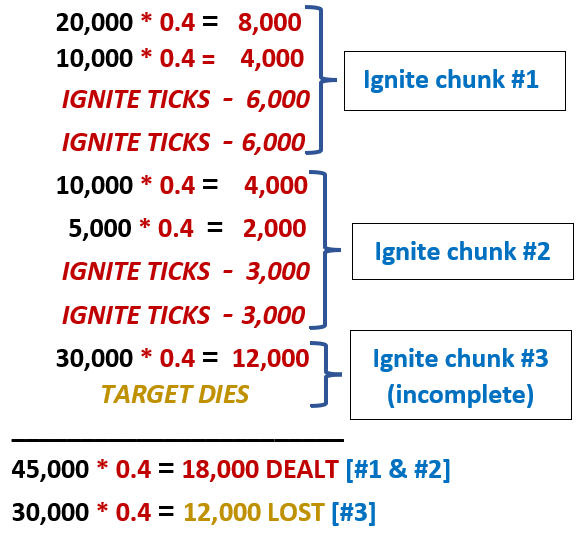 20,000 * 0.4 = 8,000
10,000 * 0.4 = 4,000
IGNITE TICKS - 6,000
IGNITE TICKS - 6,000
Ignite chunk #1
10,000 * 0.4 = 4,000
5,000 * 0.4 = 2,000
IGNITE TICKS - 3,000
IGNITE TICKS - 3,000
Ignite chunk #2
30,000 * 0.4 = 12,000
TARGET DIES
Ignite chunk #3
(incomplete)
45,000 * 0.4 = 18,000 DEALT [#1 & #2]
30,000 * 0.4 = 12,000 LOST [#3]